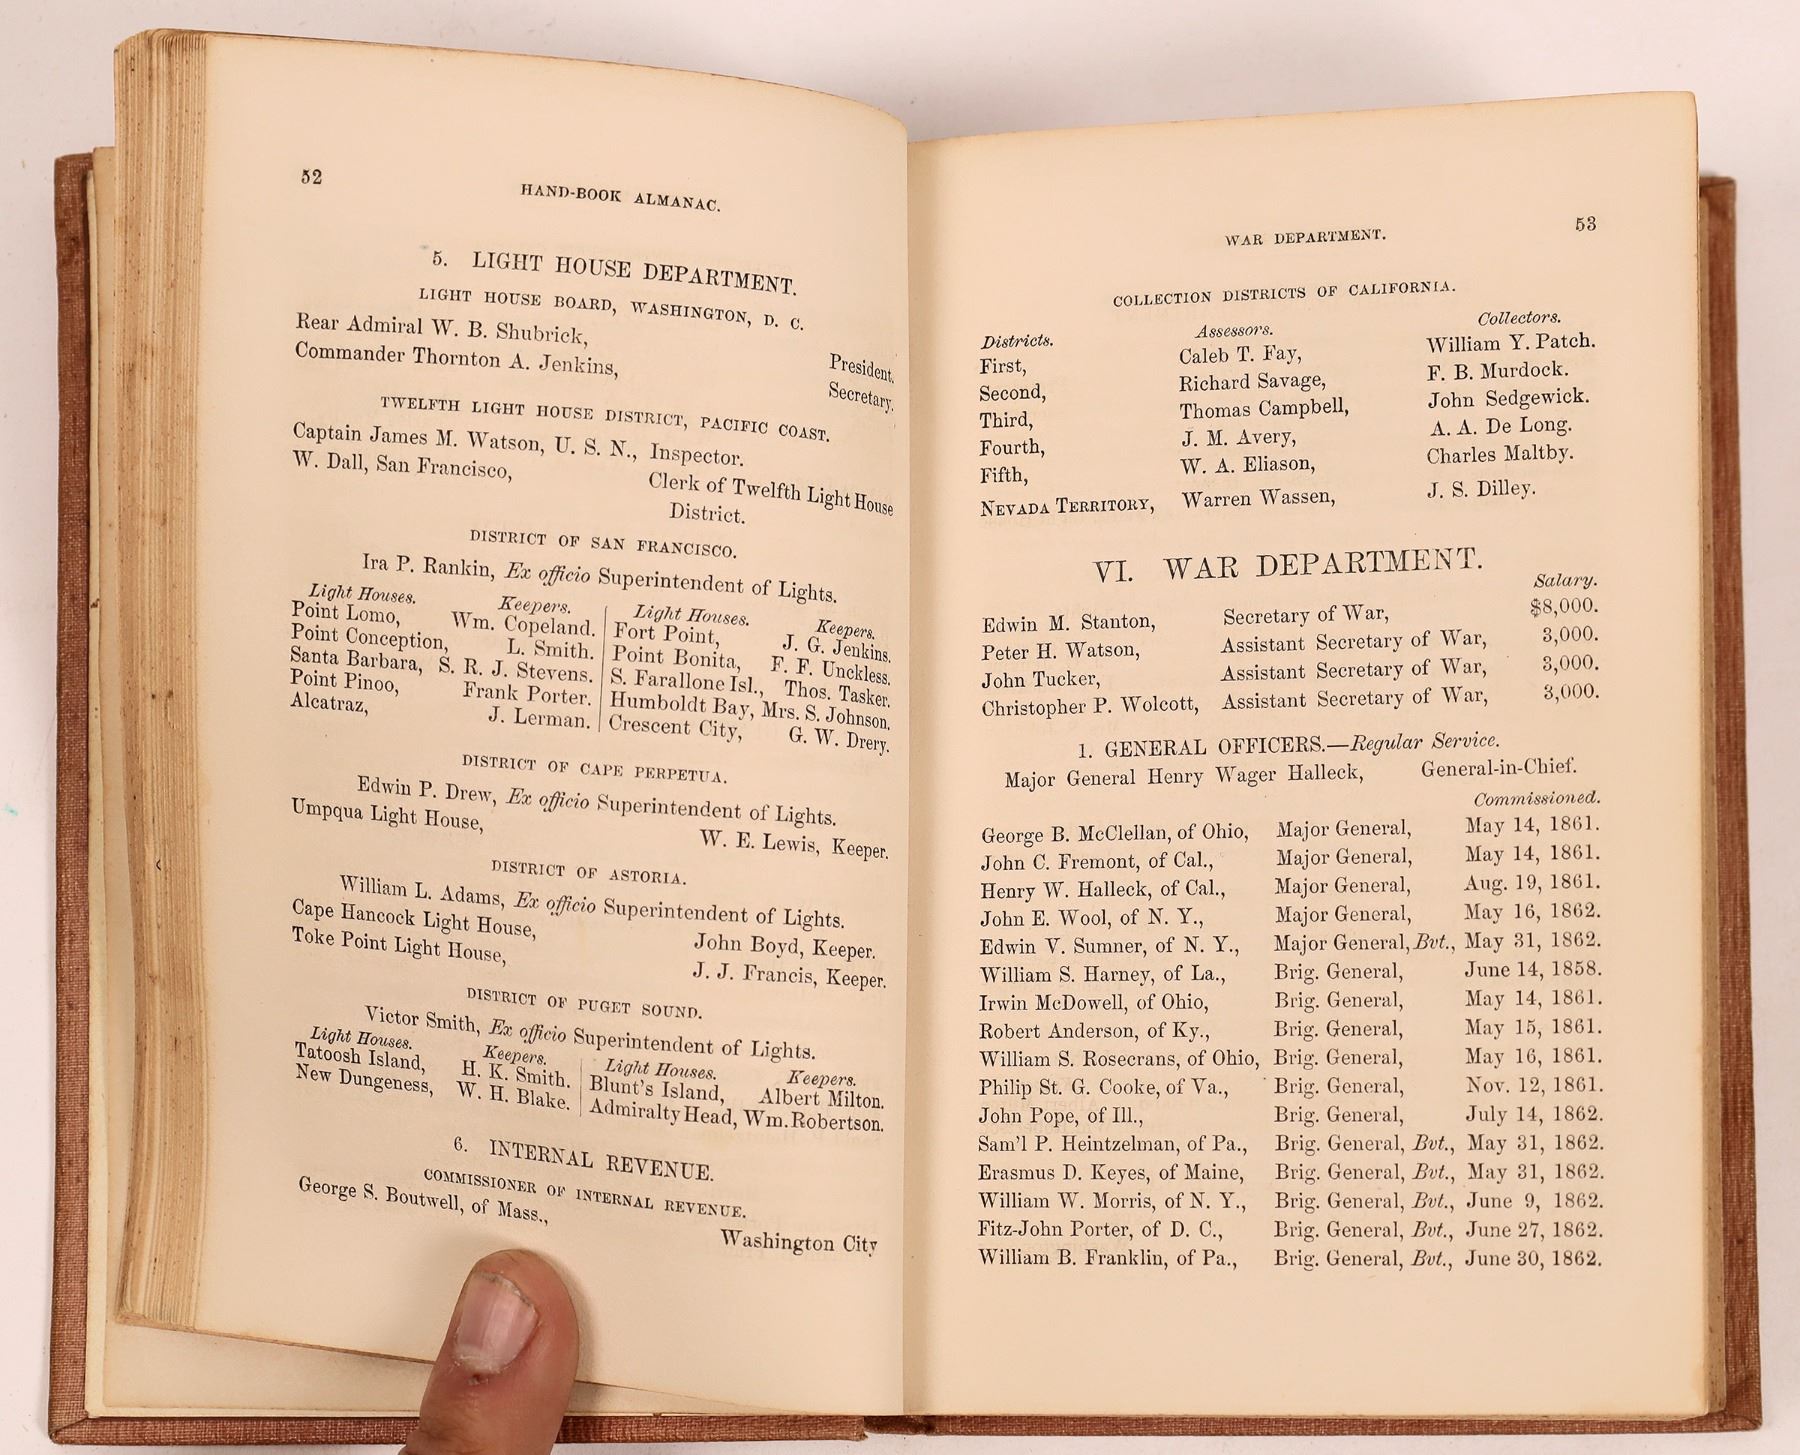 52
HAND-BOOK ALMANAC.
5. LIGHT HOUSE DEPARTMENT.
LIGHT HOUSE BOARD, WASHINGTON, D. C.
Rear Admiral W. B. Shubrick, President.
Commander Thornton A. Jenkins, Secretary.
TWELFTH LIGHT HOUSE DISTRICT, PACIFIC COAST.
Captain James M. Watson, U. S. N., Inspector.
W. Dall, San Francisco, Clerk of Twelfth Light House
District.
DISTRICT OF SAN FRANCISCO.
Ira P. Rankin, Ex officio Superintendent of Lights.
Light Houses. Keepers. Light Houses. Keepers.
Point Lomo, Wm. Copeland. Fort Point, J. G. Jenkins.
Point Conception, L. Smith. Point Bonita, F. F. Unckless.
Santa Barbara, S. R. J. Stevens. S. Farallone Isl., Thos. Tasker.
Point Pinoo, Frank Porter. Humboldt Bay, Mrs. S. Johnson.
Alcatraz, J. Lerman. Crescent City, G. W. Drery.
DISTRICT OF CAPE PERPETUA.
Edwin P. Drew, Ex officio Superintendent of Lights.
Umpqua Light House, W. E. Lewis, Keeper.
DISTRICT OF ASTORIA.
William L. Adams, Ex officio Superintendent of Lights.
Cape Hancock Light House, John Boyd, Keeper.
Toke Point Light House, J. J. Francis, Keeper.
DISTRICT OF PUGET SOUND.
Victor Smith, Ex officio Superintendent of Lights.
Light Houses. Keepers. Light Houses. Keepers.
Tatoosh Island, H. K. Smith. Blunt's Island, Albert Milton.
New Dungeness, W. H. Blake. Admiralty Head, Wm. Robertson.
6. INTERNAL REVENUE.
COMMISSIONER OF INTERNAL REVENUE.
George S. Boutwell, of Mass., Washington City
WAR DEPARTMENT.
53
COLLECTION DISTRICTS OF CALIFORNIA.
Districts. Assessors. Collectors.
First, Caleb T. Fay, William Y. Patch.
Second, Richard Savage, F. B. Murdock.
Third, Thomas Campbell, John Sedgewick.
Fourth, J. M. Avery, A. A. De Long.
Fifth, W. A. Eliason, Charles Maltby.
NEVADA TERRITORY, Warren Wassen, J. S. Dilley.
VI. WAR DEPARTMENT.
Salary.
Edwin M. Stanton, Secretary of War, $8,000.
Peter H. Watson, Assistant Secretary of War, 3,000.
John Tucker, Assistant Secretary of War, 3,000.
Christopher P. Wolcott, Assistant Secretary of War, 3,000.
1. GENERAL OFFICERS.—Regular Service.
Major General Henry Wager Halleck, General-in-Chief.
Commissioned.
George B. McClellan, of Ohio, Major General, May 14, 1861.
John C. Fremont, of Cal., Major General, May 14, 1861.
Henry W. Halleck, of Cal., Major General, Aug. 19, 1861.
John E. Wool, of N. Y., Major General, May 16, 1862.
Edwin V. Sumner, of N. Y., Major General, Bvt., May 31, 1862.
William S. Harney, of La., Brig. General, June 14, 1858.
Irwin McDowell, of Ohio, Brig. General, May 14, 1861.
Robert Anderson, of Ky., Brig. General, May 15, 1861.
William S. Rosecrans, of Ohio, Brig. General, May 16, 1861.
Philip St. G. Cooke, of Va., Brig. General, Nov. 12, 1861.
John Pope, of Ill., Brig. General, July 14, 1862.
Sam'l P. Heintzelman, of Pa., Brig. General, Bvt., May 31, 1862.
Erasmus D. Keyes, of Maine, Brig. General, Bvt., May 31, 1862.
William W. Morris, of N. Y., Brig. General, Bvt., June 9, 1862.
Fitz-John Porter, of D. C., Brig. General, Bvt., June 27, 1862.
William B. Franklin, of Pa., Brig. General, Bvt., June 30, 1862.